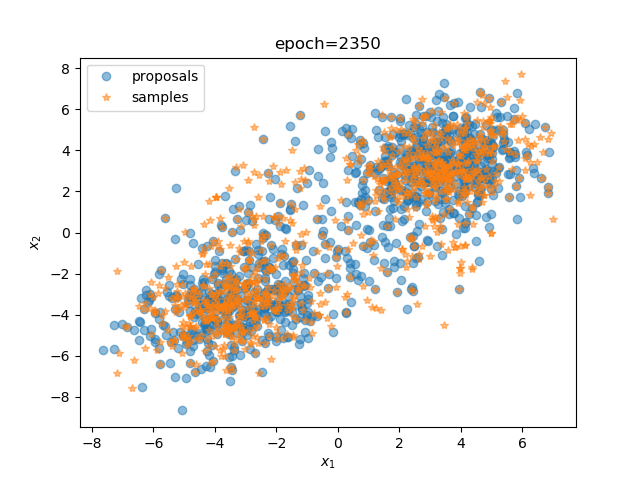 epoch=2350
proposals
samples
8
6
4
2
0
−2
−4
−6
−8
x₂
−8 −6 −4 −2 0 2 4 6
x₁